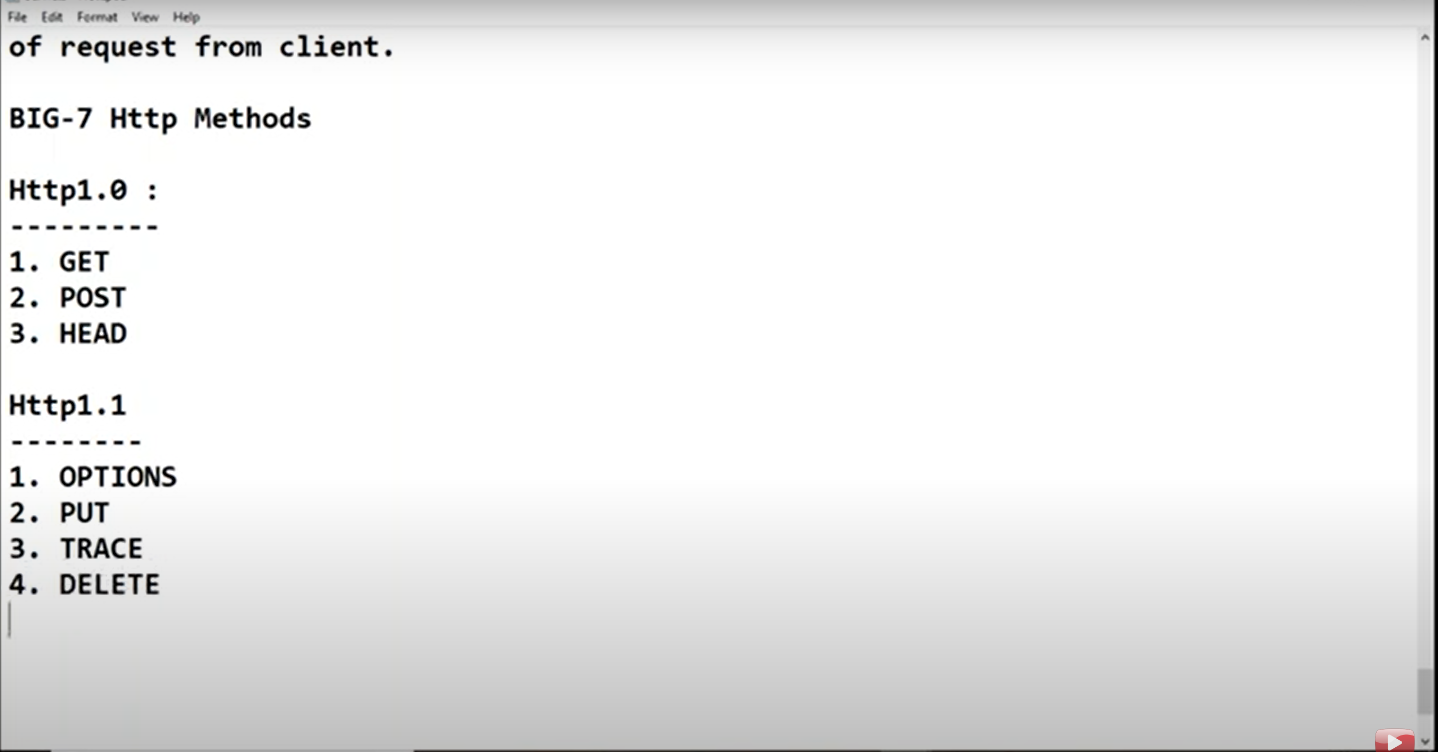 File Edit Format View Help
of request from client.
BIG-7 Http Methods
Http1.0 :
---------
1. GET
2. POST
3. HEAD
Http1.1
--------
1. OPTIONS
2. PUT
3. TRACE
4. DELETE